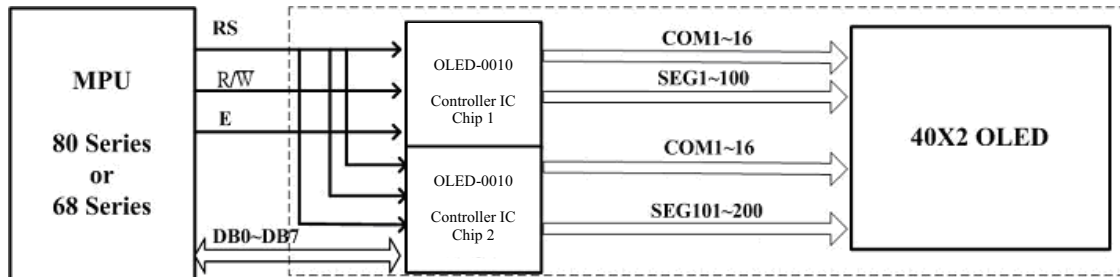 MPU
80 Series
or
68 Series
RS
R/W̅
E
DB0~DB7
OLED-0010
Controller IC
Chip 1
OLED-0010
Controller IC
Chip 2
COM1~16
SEG1~100
COM1~16
SEG101~200
40X2 OLED